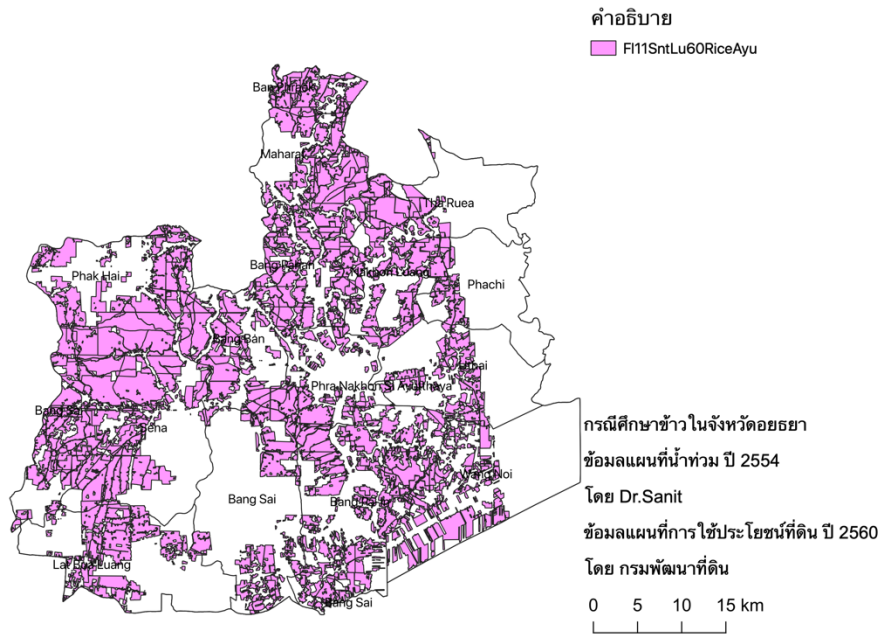 คำอธิบาย
Fl11SntLu60RiceAyu
Maharat
Tha Ruea
Phak Hai
Bang Pahan
Nakhon Luang
Phachi
Bang Ban
Uthai
Phra Nakhon Si Ayutthaya
Bang Sai
Sena
กรณีศึกษาข้าวในจังหวัดอยธยา
ข้อมลแผนที่น้ำท่วม ปี 2554
Wang Noi
โดย Dr.Sanit
Bang Sai
ข้อมลแผนที่การใช้ประโยชน์ที่ดิน ปี 2560
โดย กรมพัฒนาที่ดิน
Lat Bua Luang
0 5 10 15 km